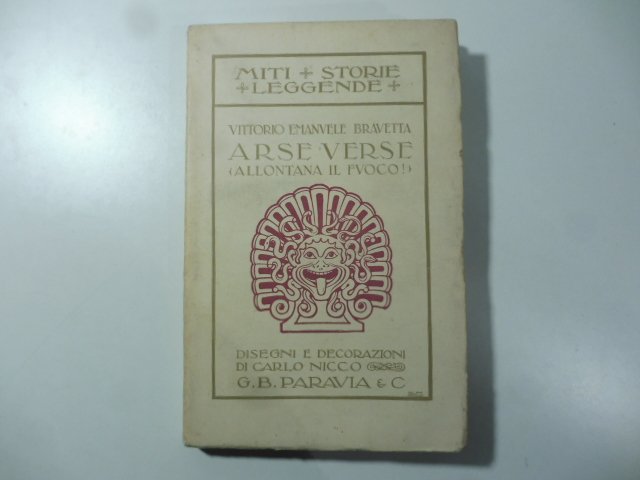 MITI + STORIE
+ LEGGENDE +
VITTORIO EMANVELE BRAVETTA
ARSE VERSE
(ALLONTANA IL FVOCO!)
DISEGNI E DECORAZIONI
DI CARLO NICCO
G. B. PARAVIA & C